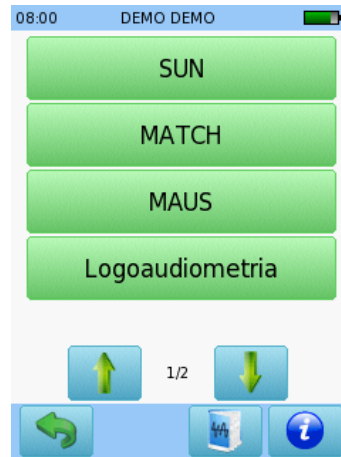 08:00 DEMO DEMO
SUN
MATCH
MAUS
Logoaudiometria
1/2
i